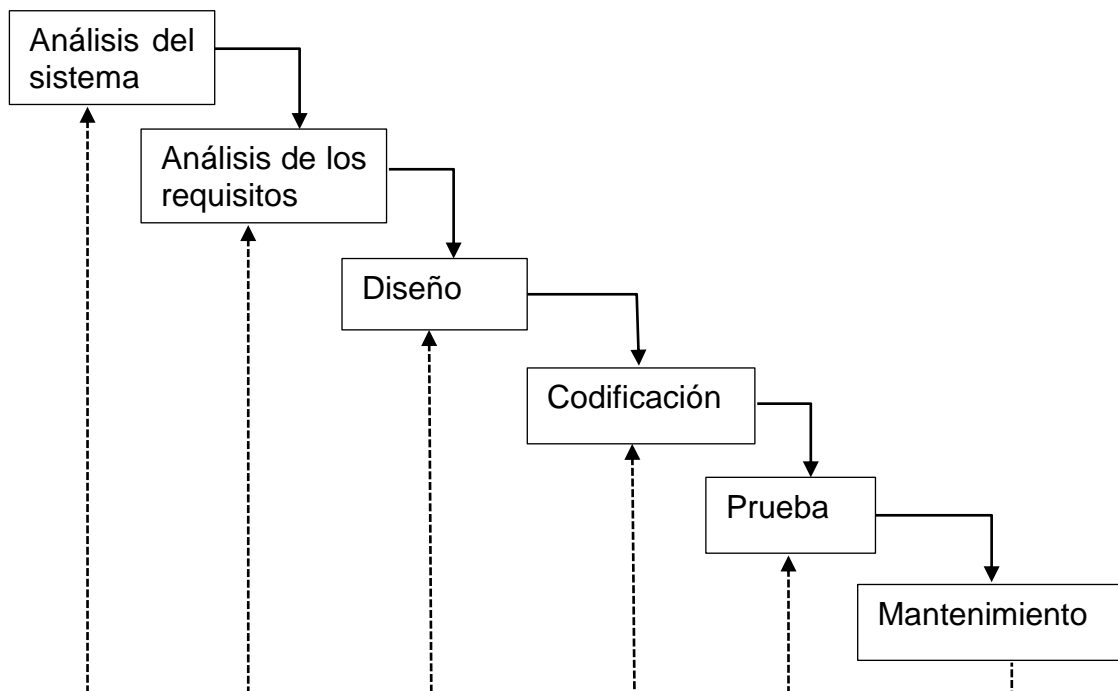 Análisis del
sistema
Análisis de los
requisitos
Diseño
Codificación
Prueba
Mantenimiento